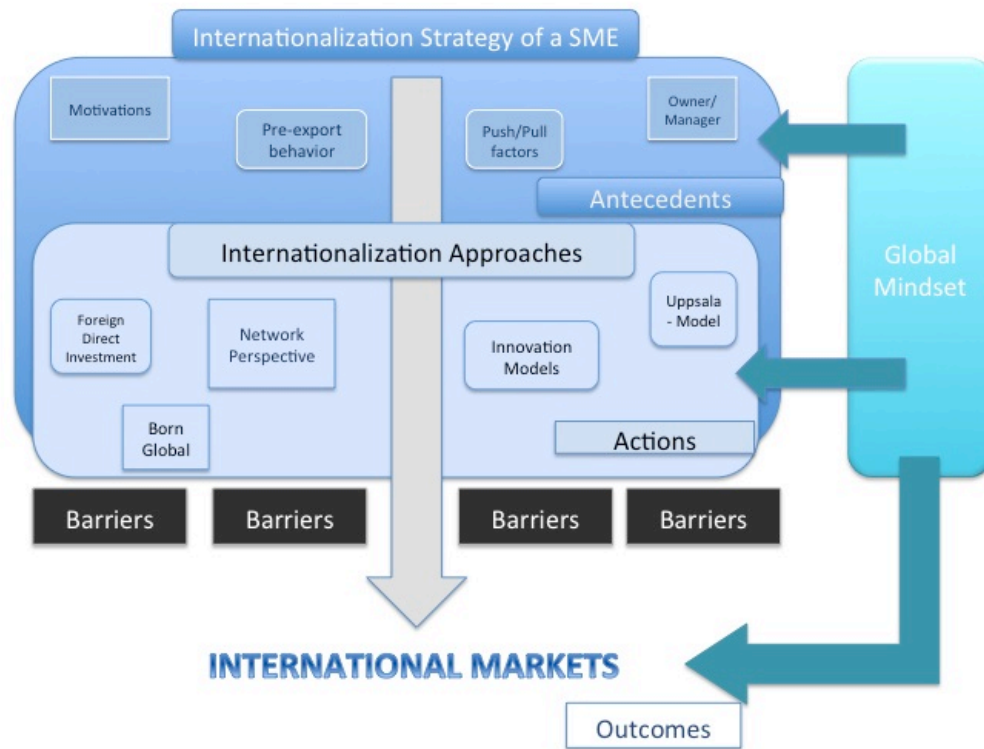 Internationalization Strategy of a SME
Motivations
Pre-export
behavior
Push/Pull
factors
Owner/
Manager
Antecedents
Internationalization Approaches
Foreign
Direct
Investment
Network
Perspective
Innovation
Models
Uppsala
- Model
Born
Global
Actions
Global
Mindset
Barriers
Barriers
Barriers
Barriers
INTERNATIONAL MARKETS
Outcomes